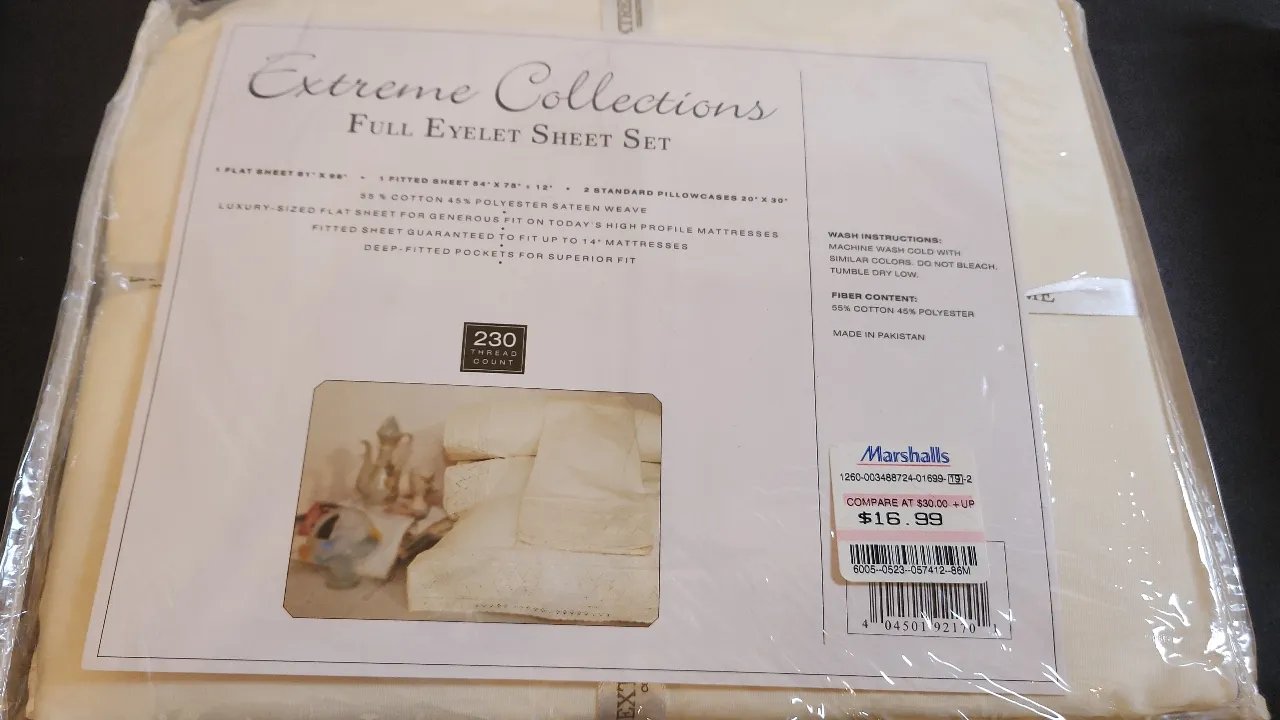 Extreme Collections
FULL EYELET SHEET SET
1 FLAT SHEET 81" X 96" • 1 FITTED SHEET 54" X 75" + 12" • 2 STANDARD PILLOWCASES 20" X 30"
55 % COTTON 45% POLYESTER SATEEN WEAVE
•
LUXURY-SIZED FLAT SHEET FOR GENEROUS FIT ON TODAY'S HIGH PROFILE MATTRESSES
•
FITTED SHEET GUARANTEED TO FIT UP TO 14" MATTRESSES
•
DEEP-FITTED POCKETS FOR SUPERIOR FIT
•
230
THREAD
COUNT
WASH INSTRUCTIONS:
MACHINE WASH COLD WITH
SIMILAR COLORS. DO NOT BLEACH.
TUMBLE DRY LOW.
FIBER CONTENT:
55% COTTON 45% POLYESTER
MADE IN PAKISTAN
Marshalls
1260-003488724-01699-19-2
COMPARE AT $30.00 +UP
$16.99
6005--0523--057412--86M
4 04501 92170 1
EXT